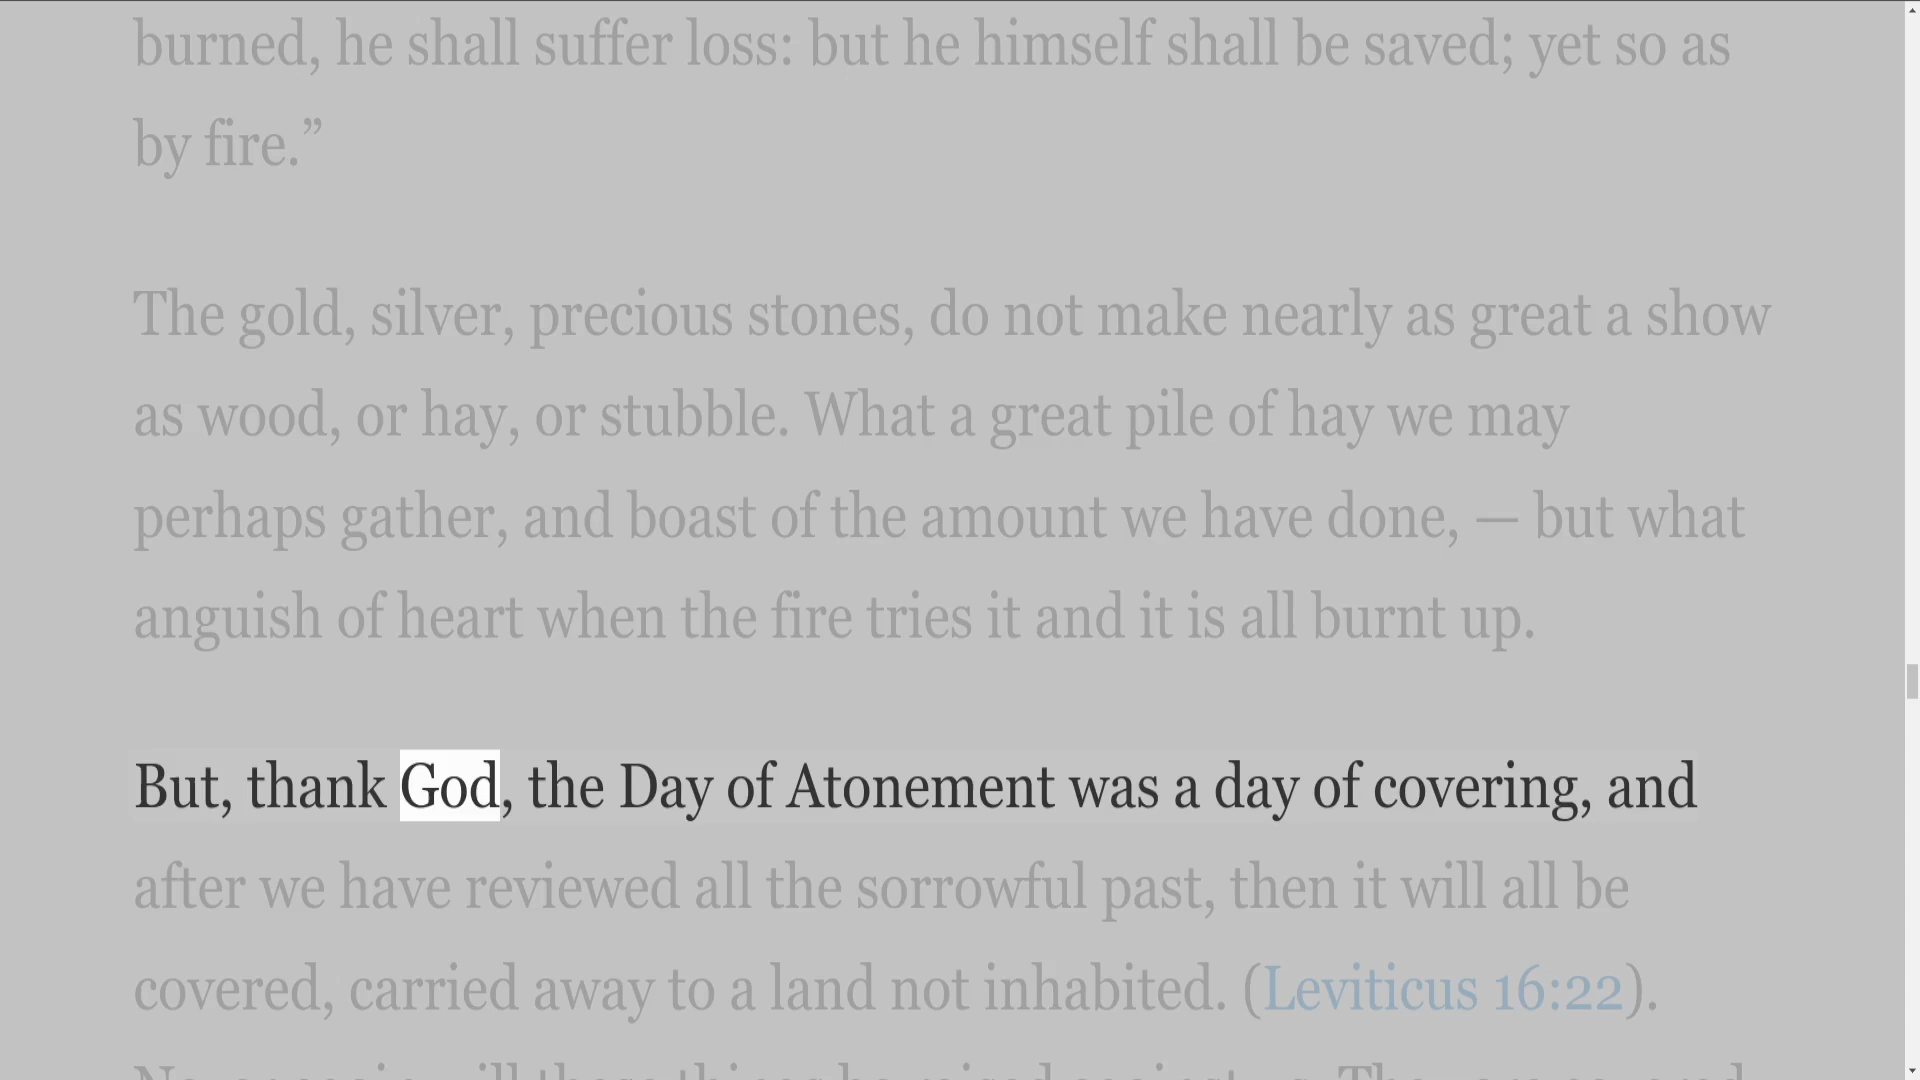 burned, he shall suffer loss: but he himself shall be saved; yet so as
by fire.”
The gold, silver, precious stones, do not make nearly as great a show
as wood, or hay, or stubble. What a great pile of hay we may
perhaps gather, and boast of the amount we have done, — but what
anguish of heart when the fire tries it and it is all burnt up.
But, thank God, the Day of Atonement was a day of covering, and
after we have reviewed all the sorrowful past, then it will all be
covered, carried away to a land not inhabited. (Leviticus 16:22).